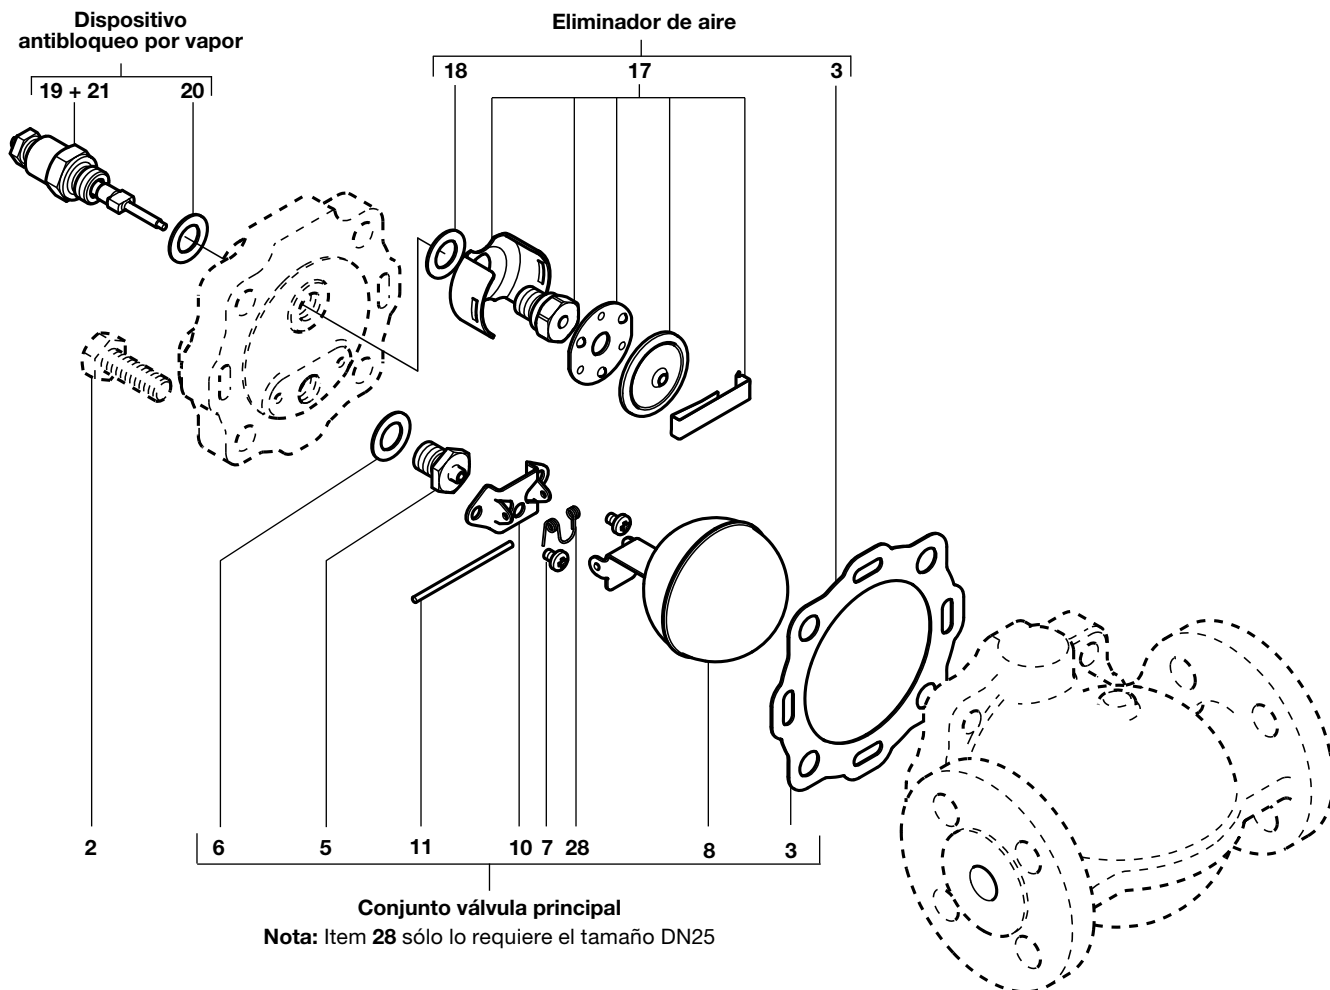 Dispositivo
antibloqueo por vapor
19 + 21
20
Eliminador de aire
18
17
3
2
6
5
11
10
7
28
8
3
Conjunto válvula principal
Nota: Item 28 sólo lo requiere el tamaño DN25